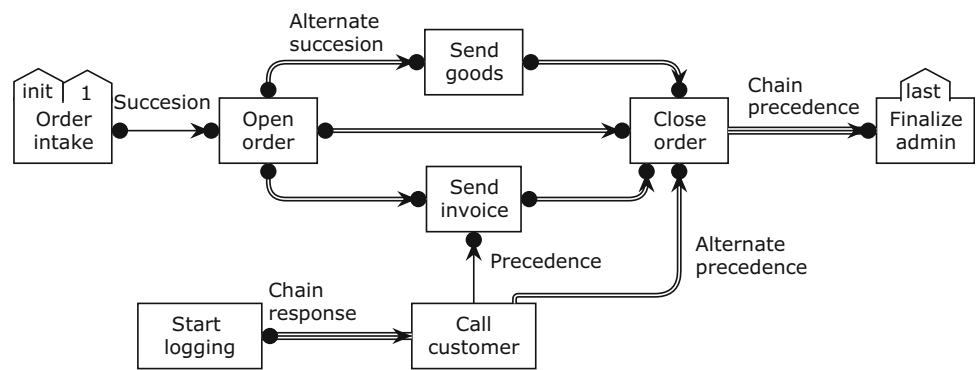 Alternate
succesion
Send
goods
init
1
Order
intake
Succesion
Open
order
Close
order
Chain
precedence
last
Finalize
admin
Send
invoice
Precedence
Alternate
precedence
Chain
response
Start
logging
Call
customer